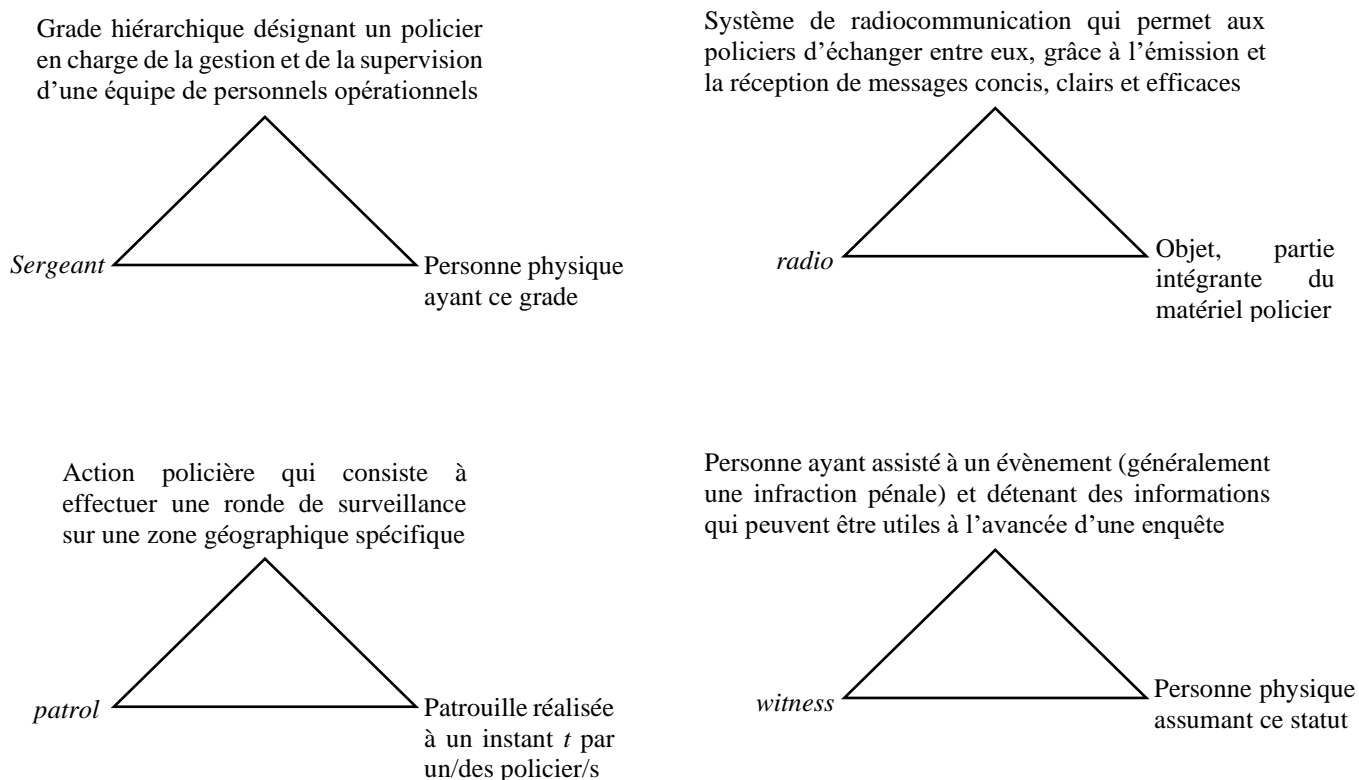 Grade hiérarchique désignant un policier
en charge de la gestion et de la supervision
d’une équipe de personnels opérationnels
Sergeant
Personne physique
ayant ce grade
Système de radiocommunication qui permet aux
policiers d’échanger entre eux, grâce à l’émission et
la réception de messages concis, clairs et efficaces
radio
Objet, partie
intégrante du
matériel policier
Action policière qui consiste à
effectuer une ronde de surveillance
sur une zone géographique spécifique
patrol
Patrouille réalisée
à un instant t par
un/des policier/s
Personne ayant assisté à un évènement (généralement
une infraction pénale) et détenant des informations
qui peuvent être utiles à l’avancée d’une enquête
witness
Personne physique
assumant ce statut